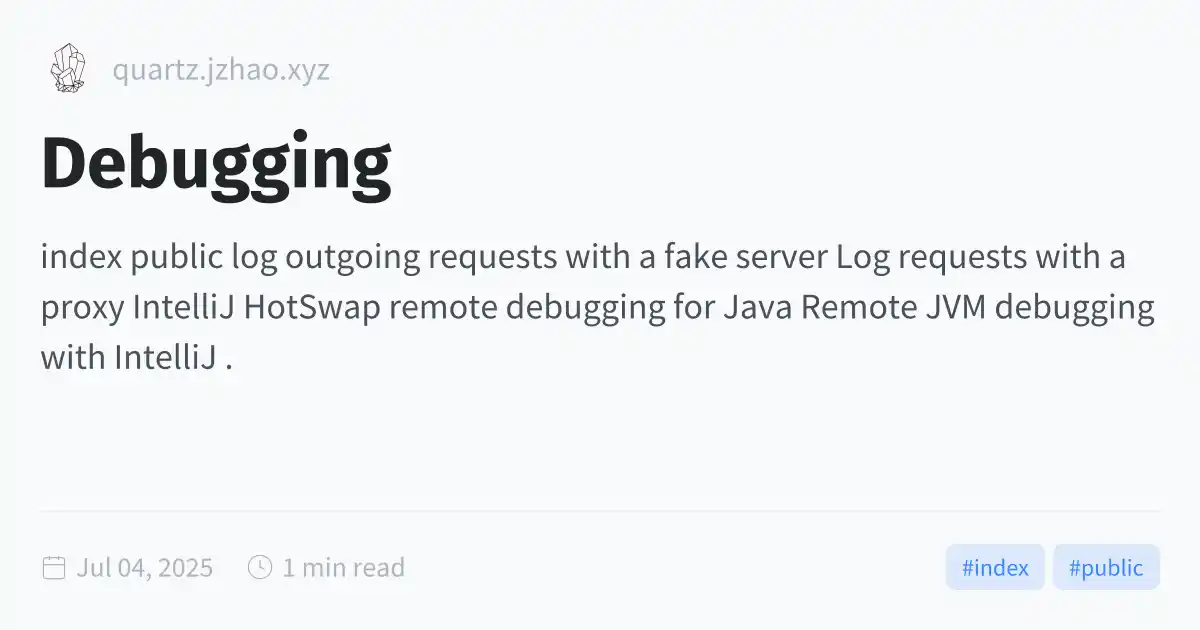 quartz.jzhao.xyz
Debugging
index public log outgoing requests with a fake server Log requests with a
proxy IntelliJ HotSwap remote debugging for Java Remote JVM debugging
with IntelliJ .
Jul 04, 2025 1 min read #index #public